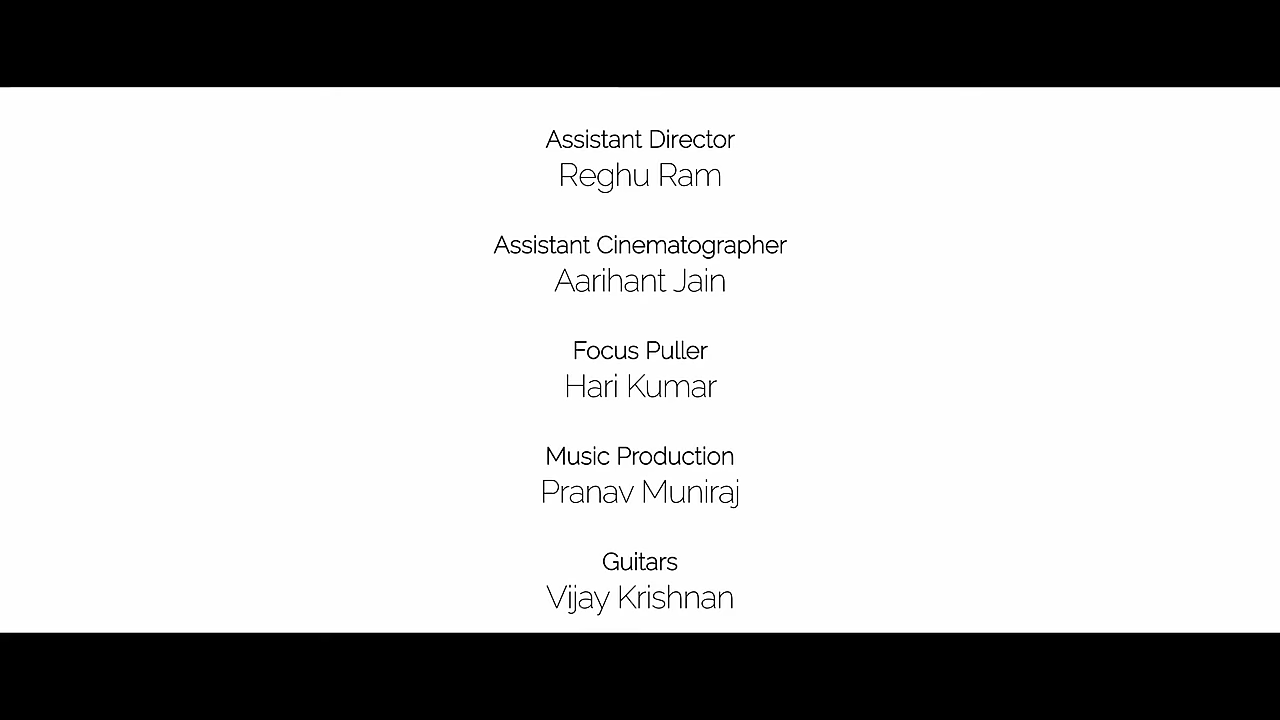 Assistant Director
Reghu Ram
Assistant Cinematographer
Aarihant Jain
Focus Puller
Hari Kumar
Music Production
Pranav Muniraj
Guitars
Vijay Krishnan